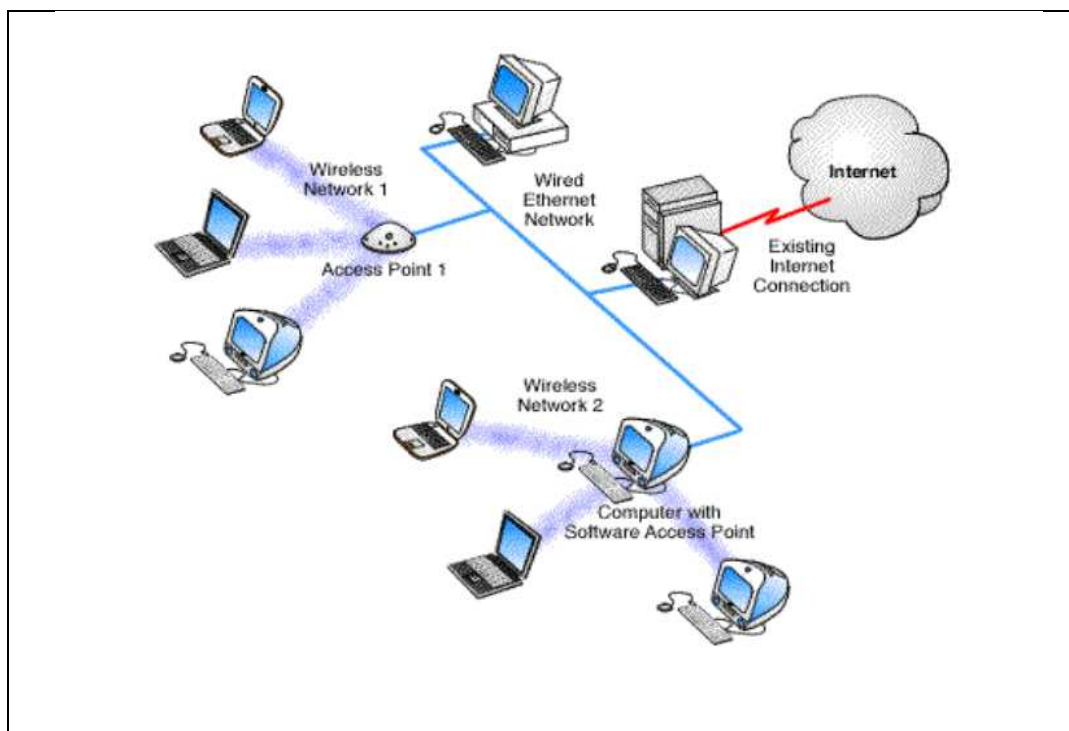 Wireless
Network 1
Access Point 1
Wired
Ethernet
Network
Internet
Existing
Internet
Connection
Wireless
Network 2
Computer with
Software Access Point